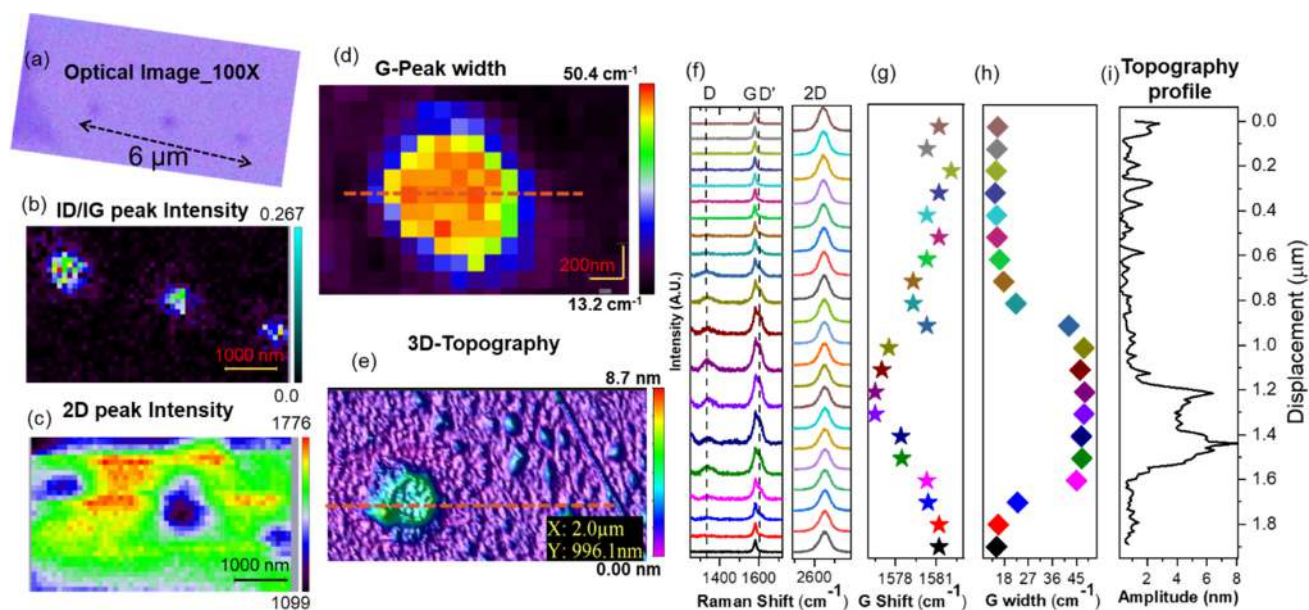 (a)
Optical Image_100X
6 µm
(b) ID/IG peak Intensity
0.267
1000 nm
0.0
(c) 2D peak Intensity
1776
1000 nm
1099
(d)
G-Peak width
50.4 cm-1
200nm
13.2 cm-1
3D-Topography
(e)
8.7 nm
X: 2.0µm
Y: 996.1nm
0.00 nm
(f)
D G D' 2D
Intensity (A.U.)
1400 1600 2600
Raman Shift (cm-1)
(g)
1578 1581
G Shift (cm-1)
(h)
18 27 36 45
G width (cm-1)
(i) Topography
profile
0.0
0.2
0.4
0.6
0.8
1.0
1.2
1.4
1.6
1.8
Displacement (µm)
0 2 4 6 8
Amplitude (nm)